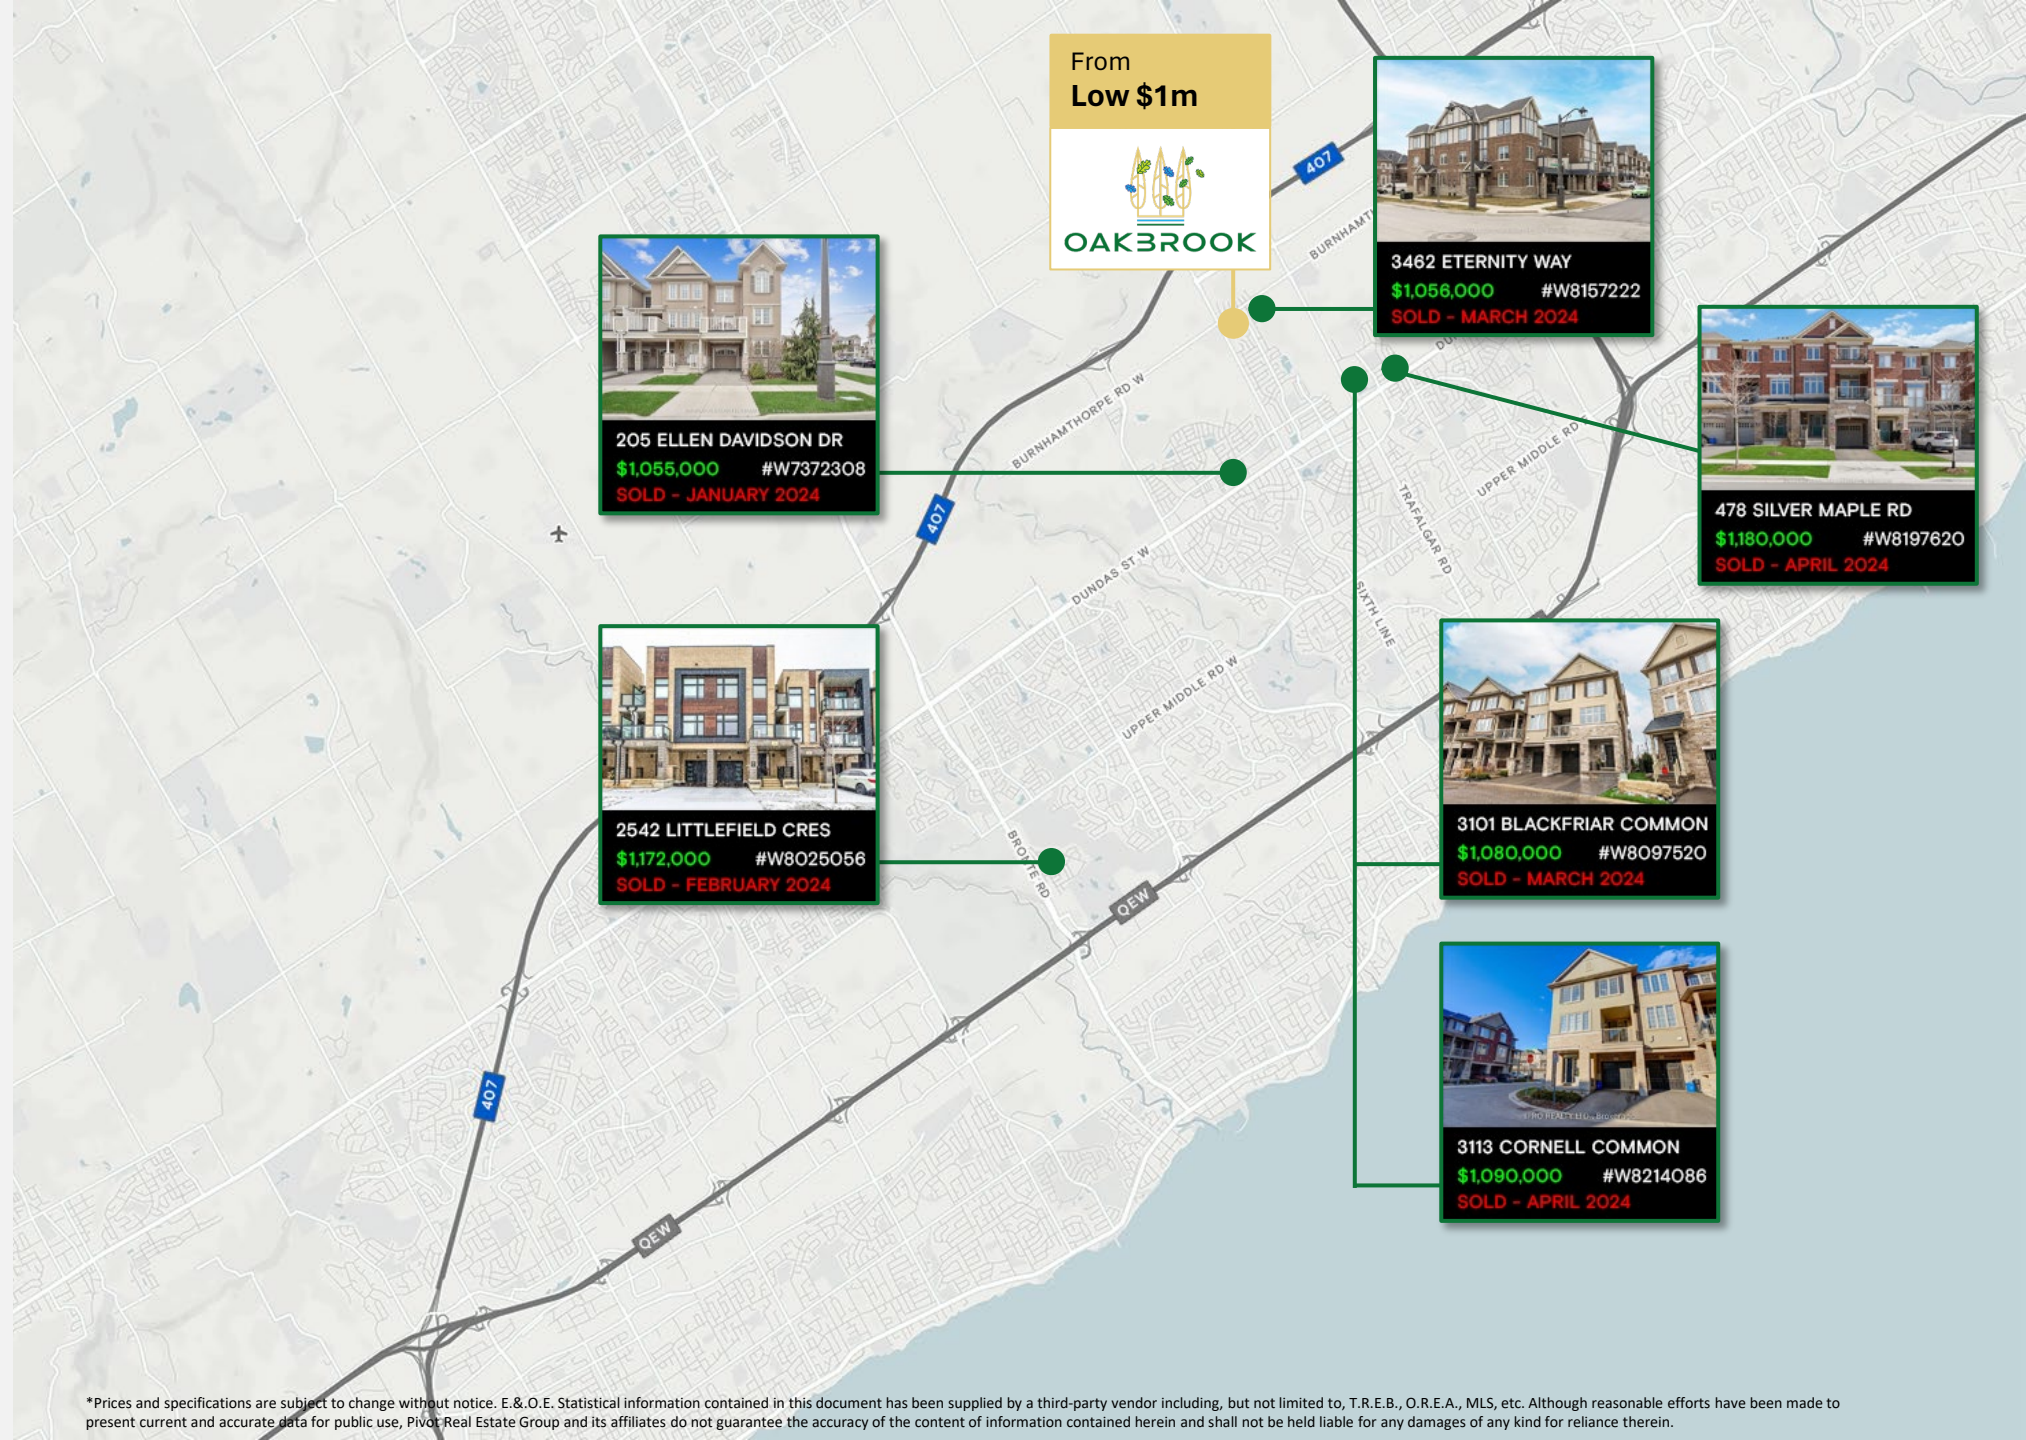 From
Low $1m
OAKBROOK
407
BURNHAMT
3462 ETERNITY WAY
$1,056,000 #W8157222
SOLD - MARCH 2024
205 ELLEN DAVIDSON DR
$1,055,000 #W7372308
SOLD - JANUARY 2024
DU
BURNHAMTHORPE RD W
UPPER MIDDLE RD
478 SILVER MAPLE RD
$1,180,000 #W8197620
SOLD - APRIL 2024
407
TRAFALGAR RD
DUNDAS ST W
SIXTH LINE
UPPER MIDDLE RD W
2542 LITTLEFIELD CRES
$1,172,000 #W8025056
SOLD - FEBRUARY 2024
BRONTE RD
QEW
3101 BLACKFRIAR COMMON
$1,080,000 #W8097520
SOLD - MARCH 2024
407
QEW
3113 CORNELL COMMON
$1,090,000 #W8214086
SOLD - APRIL 2024
*Prices and specifications are subject to change without notice. E.&.O.E. Statistical information contained in this document has been supplied by a third-party vendor including, but not limited to, T.R.E.B., O.R.E.A., MLS, etc. Although reasonable efforts have been made to
present current and accurate data for public use, Pivot Real Estate Group and its affiliates do not guarantee the accuracy of the content of information contained herein and shall not be held liable for any damages of any kind for reliance therein.